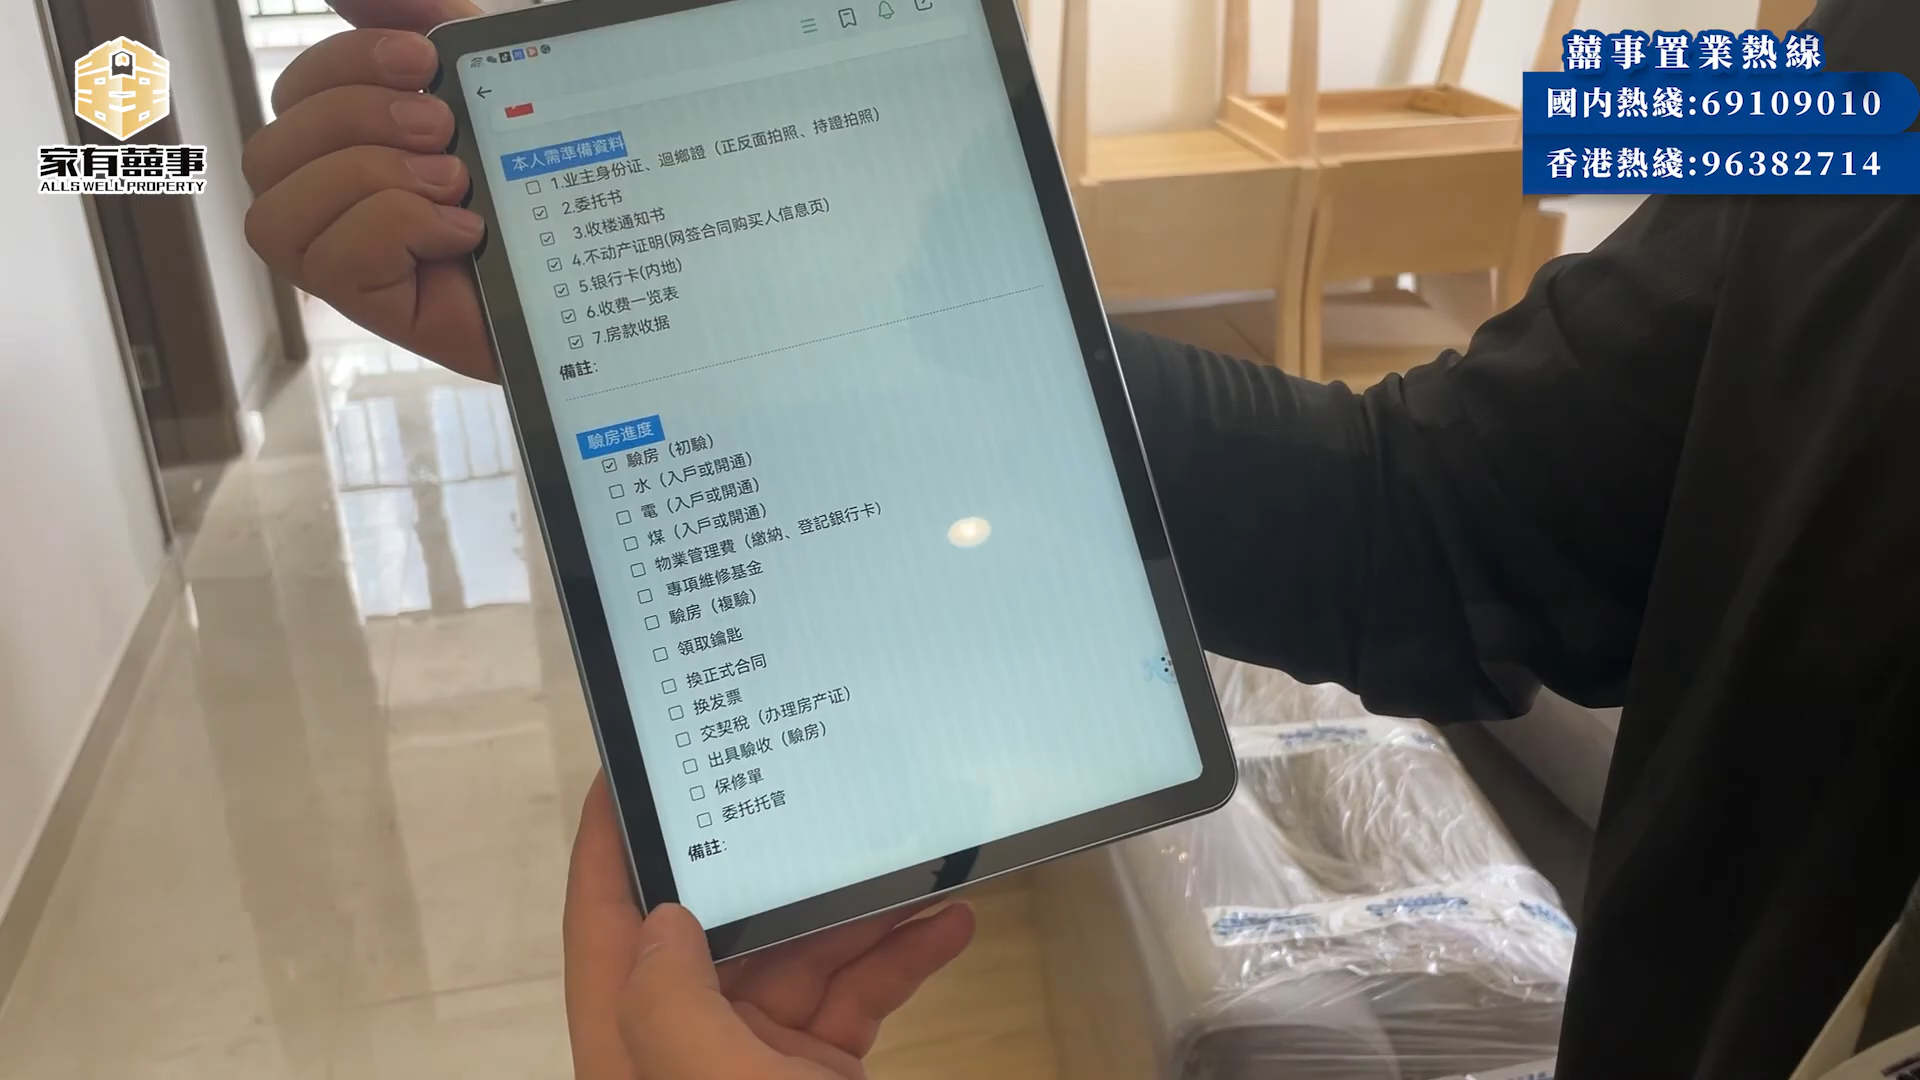 家有囍事
ALLSWELL PROPERTY
囍事置業熱線
國内熱綫:69109010
香港熱綫:96382714
本人需準備資料
1.业主身份证、迴鄉證（正反面拍照、持證拍照）
2.委托书
3.收楼通知书
4.不动产证明(网签合同购买人信息页)
5.银行卡(内地)
6.收费一览表
7.房款收据
備註:
驗房進度
驗房（初驗）
水（入戶或開通）
電（入戶或開通）
煤（入戶或開通）
物業管理費（繳納、登記銀行卡）
專項維修基金
驗房（複驗）
領取鑰匙
換正式合同
换发票
交契稅（办理房产证）
出具驗收（驗房）
保修單
委托托管
備註: